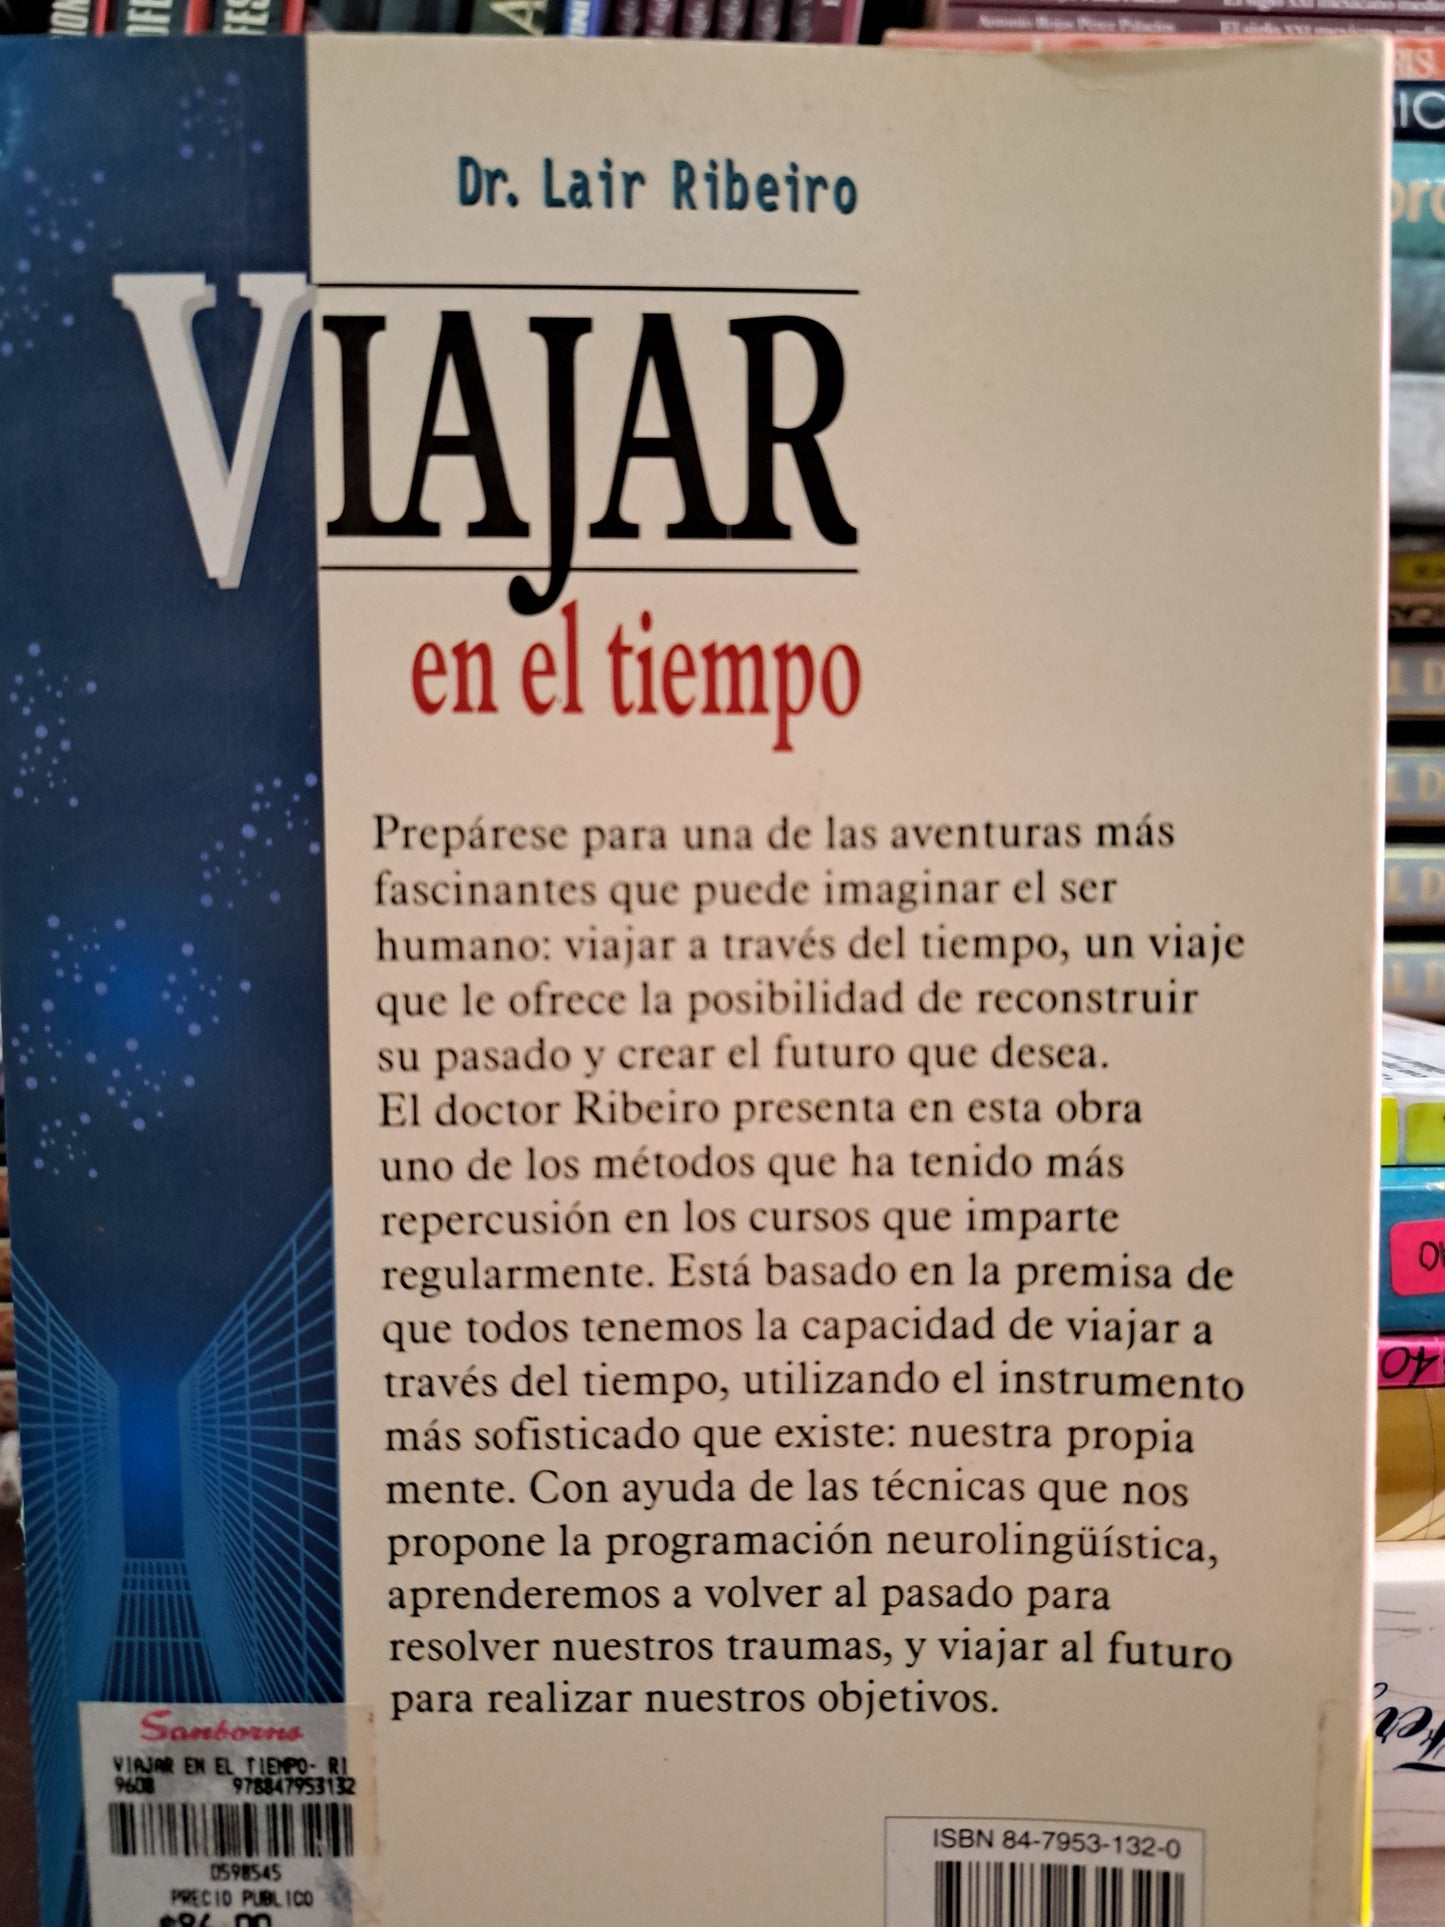 Antonio Rojas Pérez Palacios
Dr. Lair Ribeiro
VIAJAR
en el tiempo
Prepárese para una de las aventuras más
fascinantes que puede imaginar el ser
humano: viajar a través del tiempo, un viaje
que le ofrece la posibilidad de reconstruir
su pasado y crear el futuro que desea.
El doctor Ribeiro presenta en esta obra
uno de los métodos que ha tenido más
repercusión en los cursos que imparte
regularmente. Está basado en la premisa de
que todos tenemos la capacidad de viajar a
través del tiempo, utilizando el instrumento
más sofisticado que existe: nuestra propia
mente. Con ayuda de las técnicas que nos
propone la programación neurolingüística,
aprenderemos a volver al pasado para
resolver nuestros traumas, y viajar al futuro
para realizar nuestros objetivos.
Sanborns
VIAJAR EN EL TIEMPO- RI
9608 978847953132
0598545
PRECIO PUBLICO
ISBN 84-7953-132-0